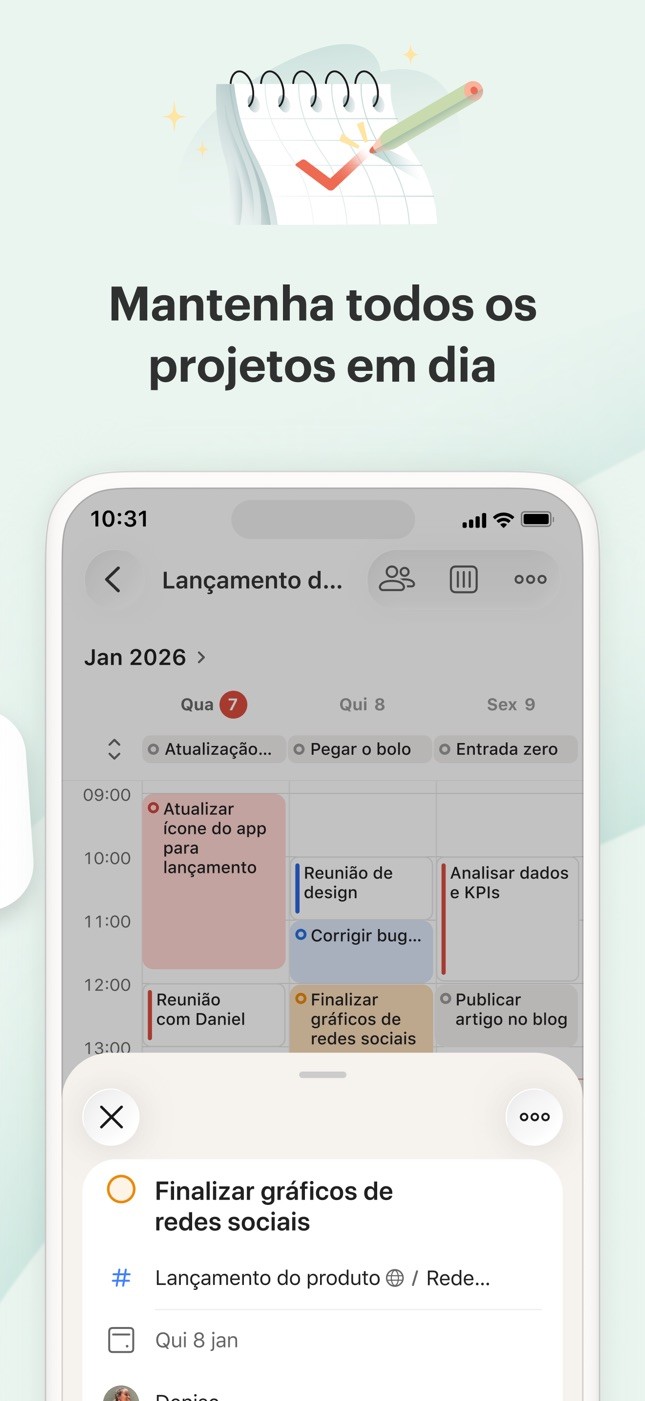 Mantenha todos os
projetos em dia
10:31
Lançamento d...
Jan 2026
Qua 7
Qui 8
Sex 9
Atualização...
Pegar o bolo
Entrada zero
09:00
Atualizar
ícone do app
para
lançamento
10:00
Reunião de
design
Analisar dados
e KPIs
11:00
Corrigir bug...
12:00
Reunião
com Daniel
Finalizar
gráficos de
redes sociais
Publicar
artigo no blog
13:00
Finalizar gráficos de
redes sociais
# Lançamento do produto / Rede...
Qui 8 jan